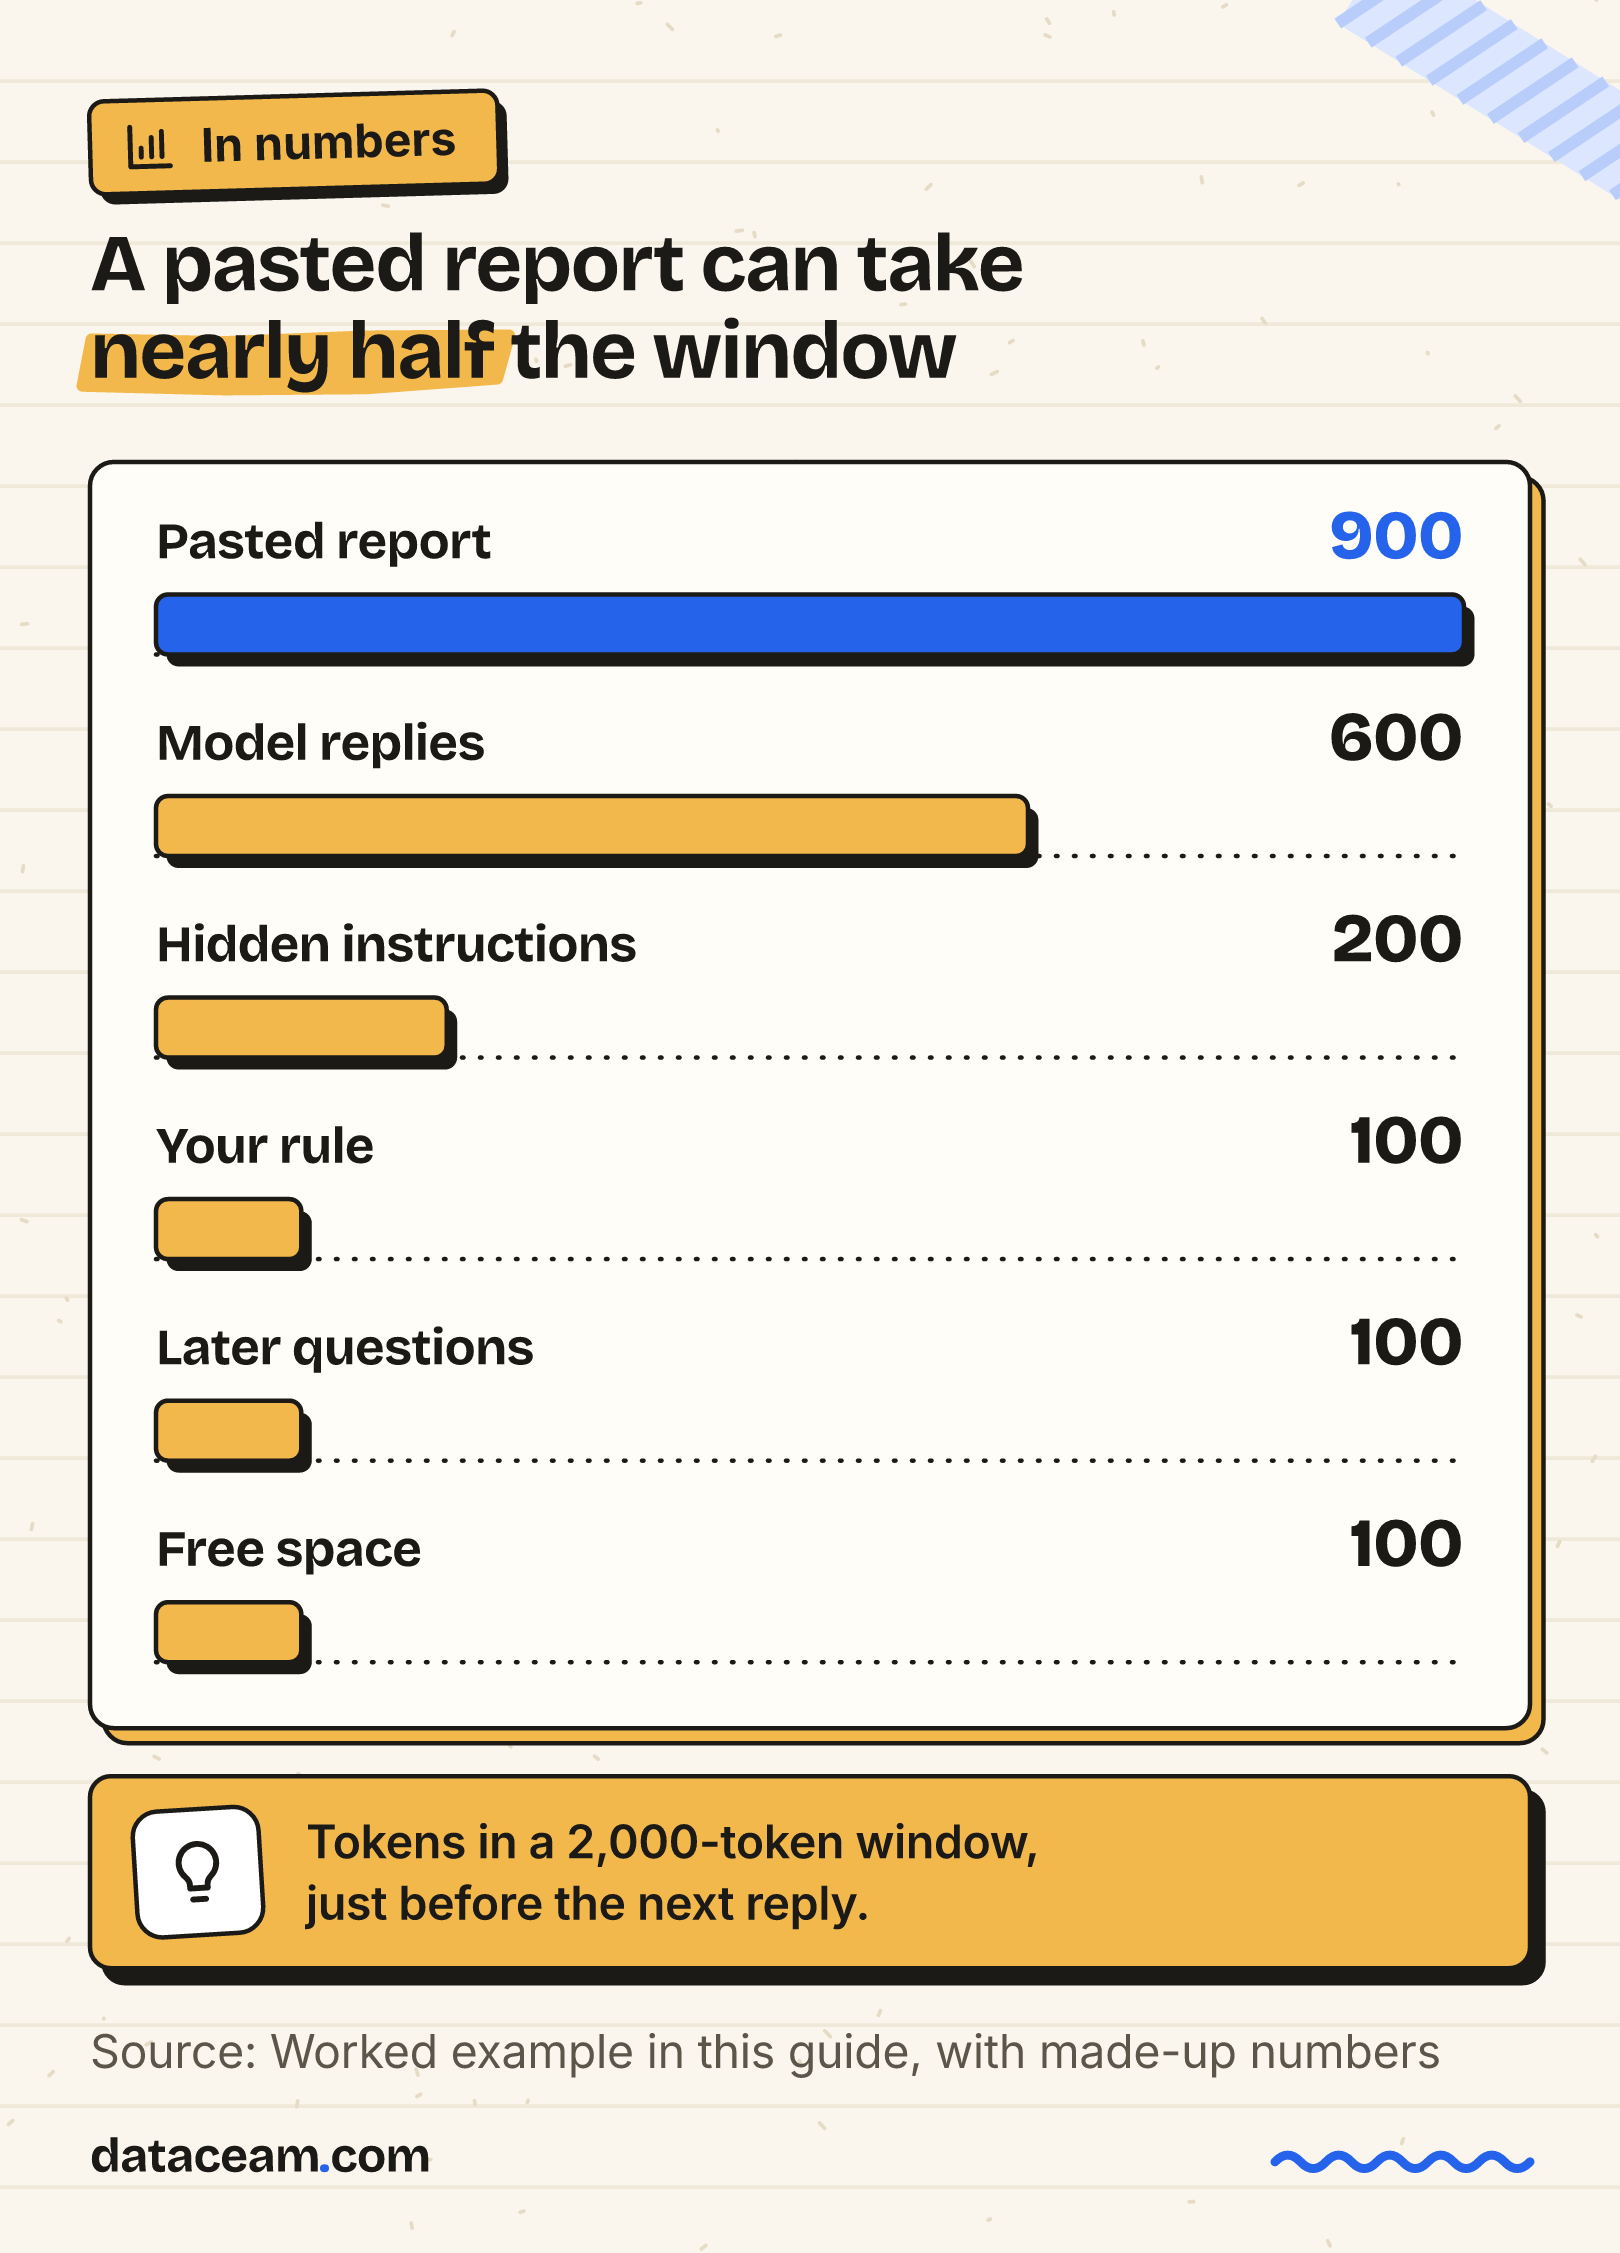 In numbers
A pasted report can take
nearly half the window
Pasted report 900
Model replies 600
Hidden instructions 200
Your rule 100
Later questions 100
Free space 100
Tokens in a 2,000-token window,
just before the next reply.
Source: Worked example in this guide, with made-up numbers
dataceam.com